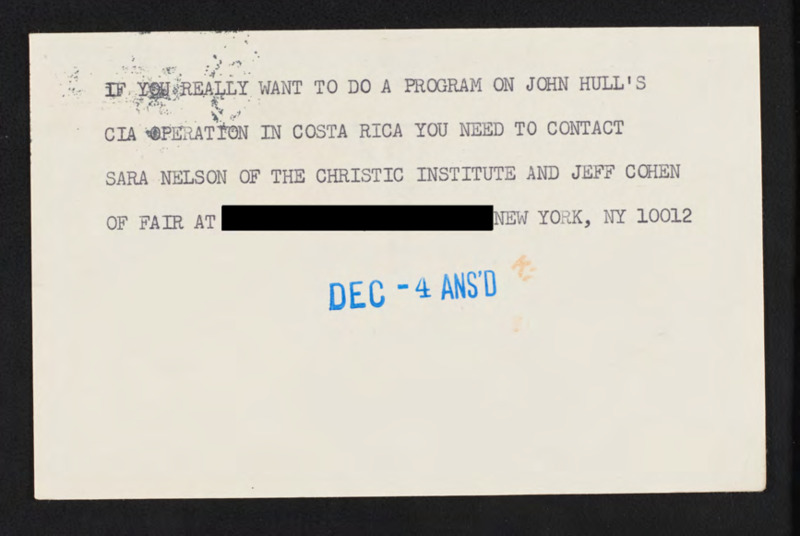 IF YOU REALLY WANT TO DO A PROGRAM ON JOHN HULL'S
CIA OPERATION IN COSTA RICA YOU NEED TO CONTACT
SARA NELSON OF THE CHRISTIC INSTITUTE AND JEFF COHEN
OF FAIR AT NEW YORK, NY 10012
DEC - 4 ANS'D